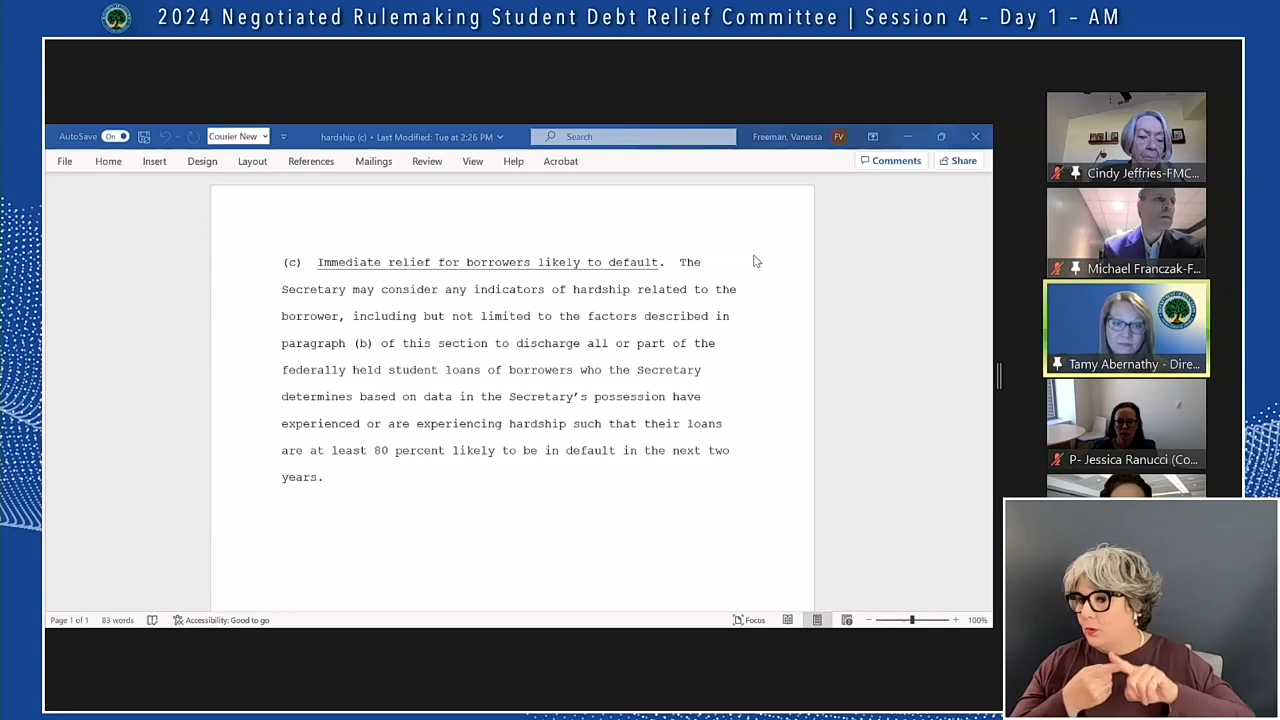 2024 Negotiated Rulemaking Student Debt Relief Committee | Session 4 – Day 1 – AM
AutoSave On Courier New hardship (c) • Last Modified: Tue at 2:26 PM Search Freeman, Vanessa FV
File Home Insert Design Layout References Mailings Review View Help Acrobat Comments Share
(c) Immediate relief for borrowers likely to default. The
Secretary may consider any indicators of hardship related to the
borrower, including but not limited to the factors described in
paragraph (b) of this section to discharge all or part of the
federally held student loans of borrowers who the Secretary
determines based on data in the Secretary's possession have
experienced or are experiencing hardship such that their loans
are at least 80 percent likely to be in default in the next two
years.
Page 1 of 1 83 words Accessibility: Good to go Focus 100%
Cindy Jeffries-FMC...
Michael Franczak-F...
Tamy Abernathy - Dire...
P- Jessica Ranucci (Co...